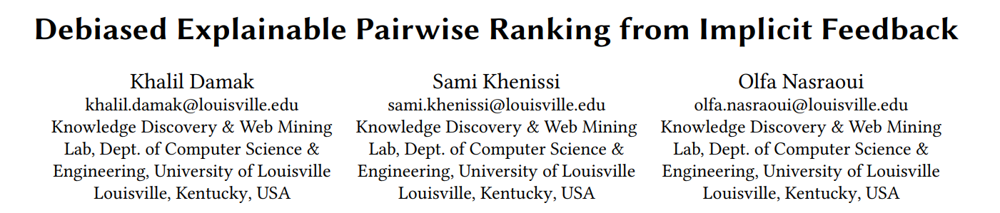 Debiased Explainable Pairwise Ranking from Implicit Feedback
Khalil Damak
khalil.damak@louisville.edu
Knowledge Discovery & Web Mining
Lab, Dept. of Computer Science &
Engineering, University of Louisville
Louisville, Kentucky, USA
Sami Khenissi
sami.khenissi@louisville.edu
Knowledge Discovery & Web Mining
Lab, Dept. of Computer Science &
Engineering, University of Louisville
Louisville, Kentucky, USA
Olfa Nasraoui
olfa.nasraoui@louisville.edu
Knowledge Discovery & Web Mining
Lab, Dept. of Computer Science &
Engineering, University of Louisville
Louisville, Kentucky, USA